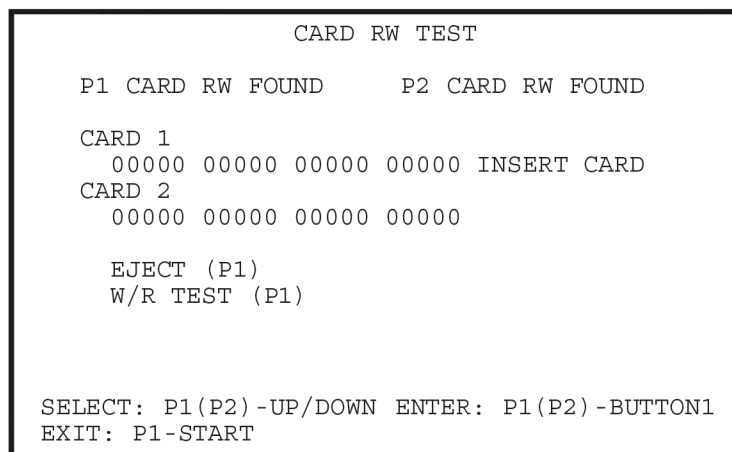 CARD RW TEST
P1 CARD RW FOUND P2 CARD RW FOUND
CARD 1
00000 00000 00000 00000 INSERT CARD
CARD 2
00000 00000 00000 00000
EJECT (P1)
W/R TEST (P1)
SELECT: P1(P2)-UP/DOWN ENTER: P1(P2)-BUTTON1
EXIT: P1-START